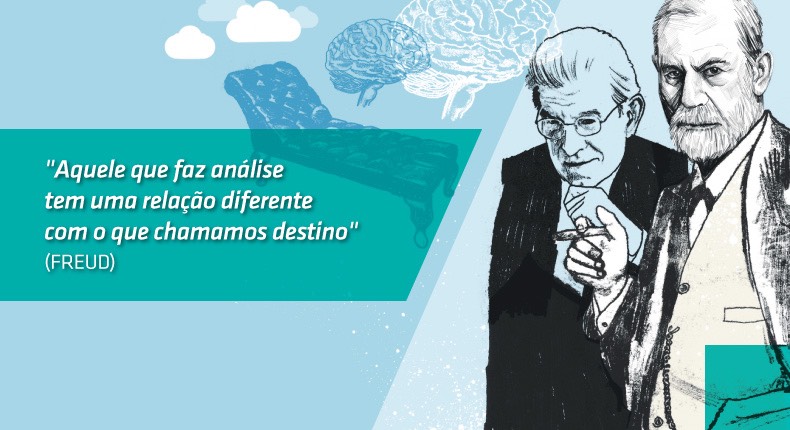 "Aquele que faz análise
tem uma relação diferente
com o que chamamos destino"
(FREUD)